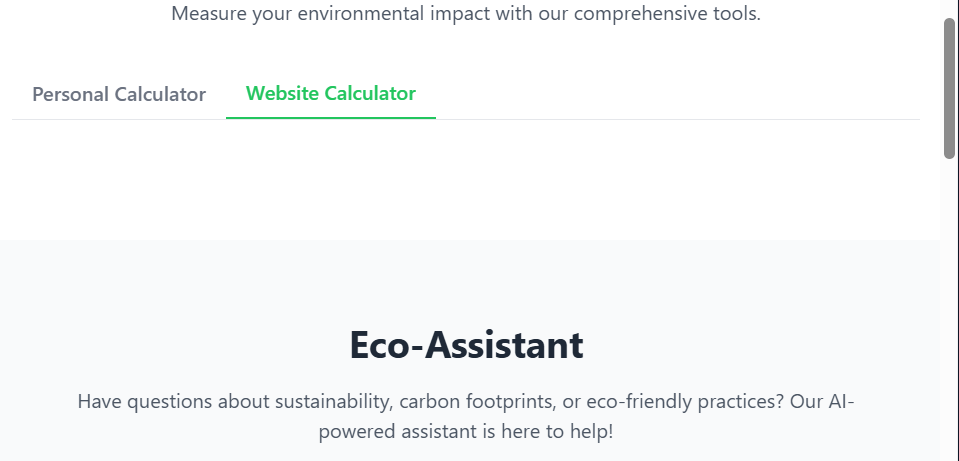 Measure your environmental impact with our comprehensive tools.
Personal Calculator
Website Calculator
Eco-Assistant
Have questions about sustainability, carbon footprints, or eco-friendly practices? Our AI-
powered assistant is here to help!